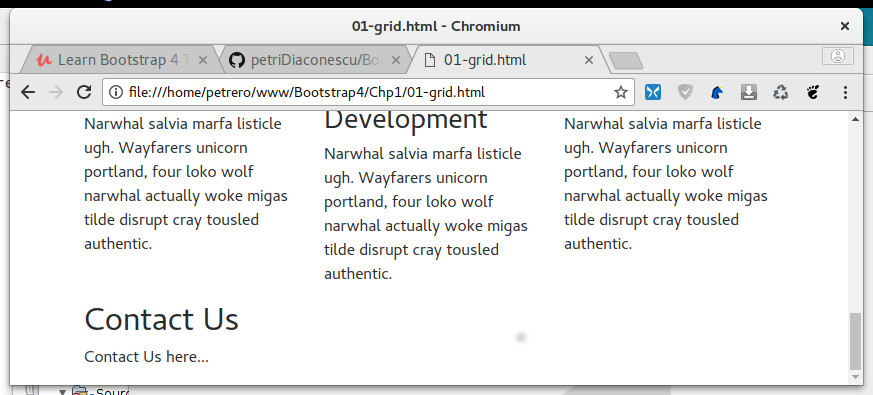 01-grid.html - Chromium
Learn Bootstrap 4 T
petriDiaconescu/Boo
01-grid.html
file:///home/petrero/www/Bootstrap4/Chp1/01-grid.html
Narwhal salvia marfa listicle
ugh. Wayfarers unicorn
portland, four loko wolf
narwhal actually woke migas
tilde disrupt cray tousled
authentic.
Development
Narwhal salvia marfa listicle
ugh. Wayfarers unicorn
portland, four loko wolf
narwhal actually woke migas
tilde disrupt cray tousled
authentic.
Narwhal salvia marfa listicle
ugh. Wayfarers unicorn
portland, four loko wolf
narwhal actually woke migas
tilde disrupt cray tousled
authentic.
Contact Us
Contact Us here...